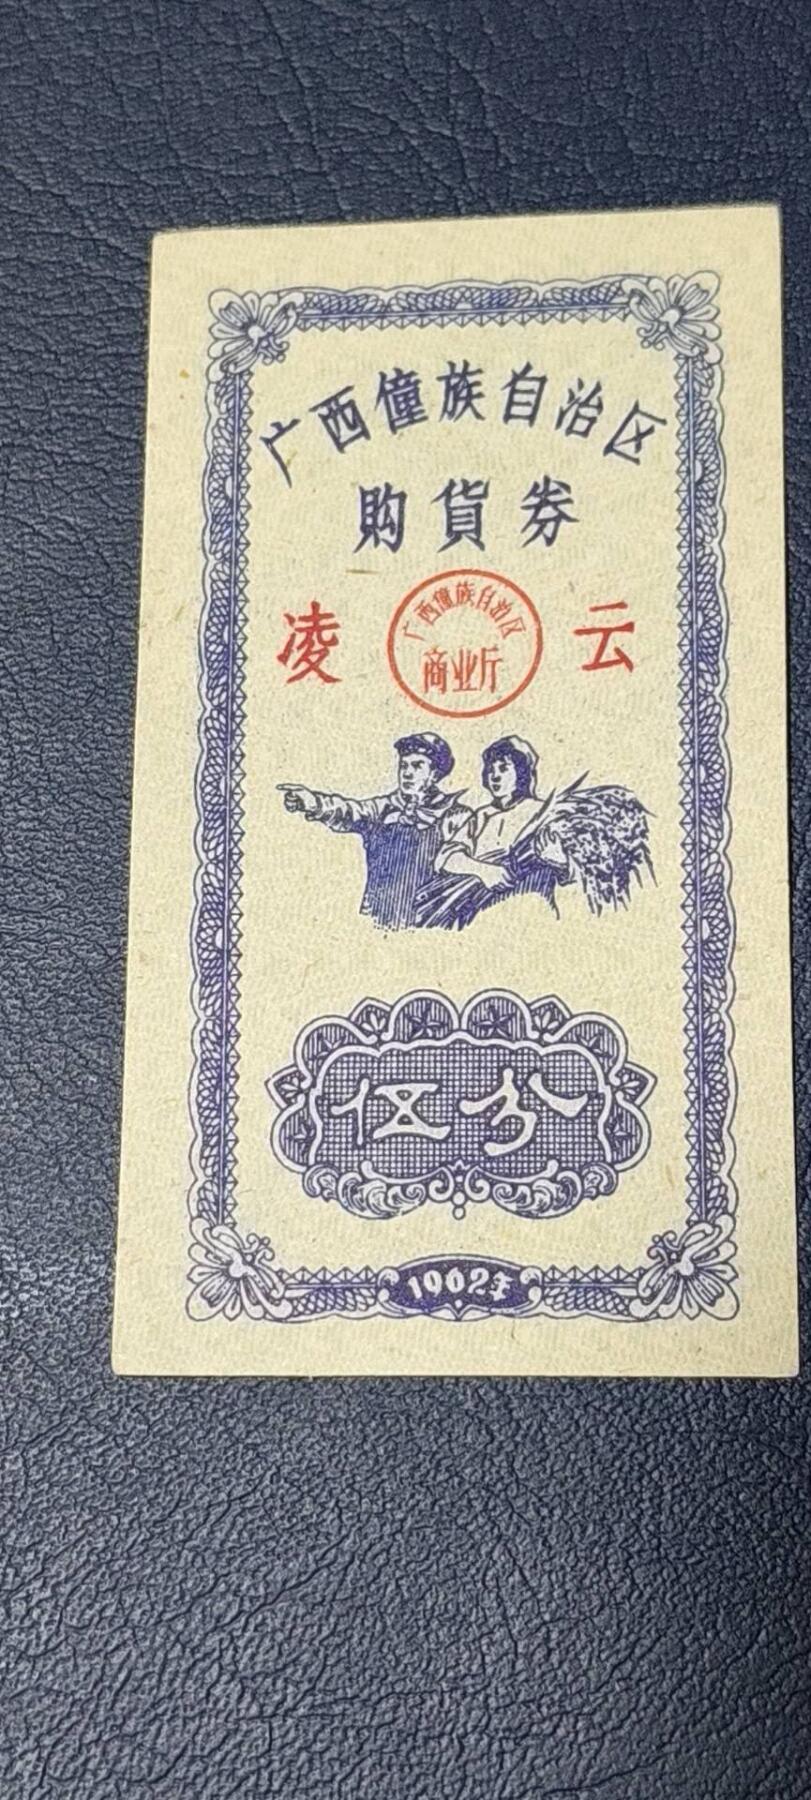 广西僮族自治区
购貨券
凌 云
广西僮族自治区
商业厅
伍分
1962年